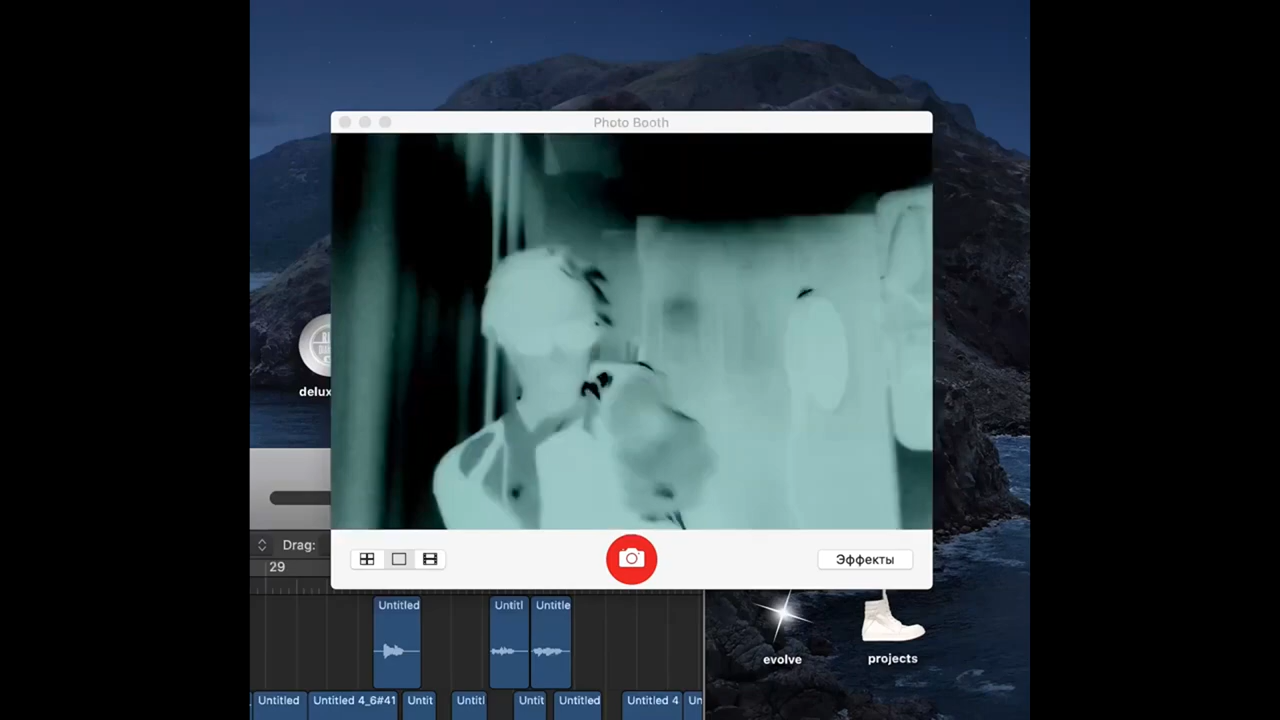 Photo Booth
delux
Drag:
29
Эффекты
Untitled
Untitl
Untitle
evolve
projects
Untitled
Untitled 4_6#41
Untit
Untitl
Untit
Untitled
Untitled 4
Un